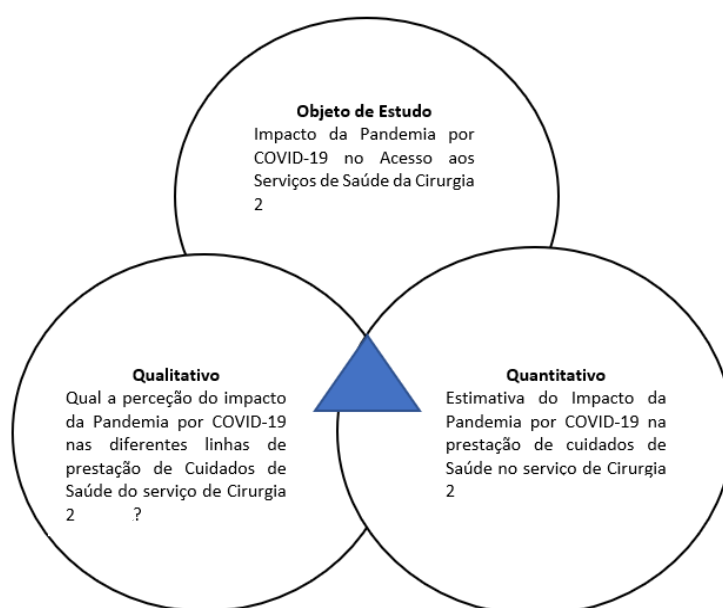 Objeto de Estudo
Impacto da Pandemia por
COVID-19 no Acesso aos
Serviços de Saúde da Cirurgia
2
Qualitativo
Qual a perceção do impacto
da Pandemia por COVID-19
nas diferentes linhas de
prestação de Cuidados de
Saúde do serviço de Cirurgia
2 ?
Quantitativo
Estimativa do Impacto da
Pandemia por COVID-19 na
prestação de cuidados de
Saúde no serviço de Cirurgia
2